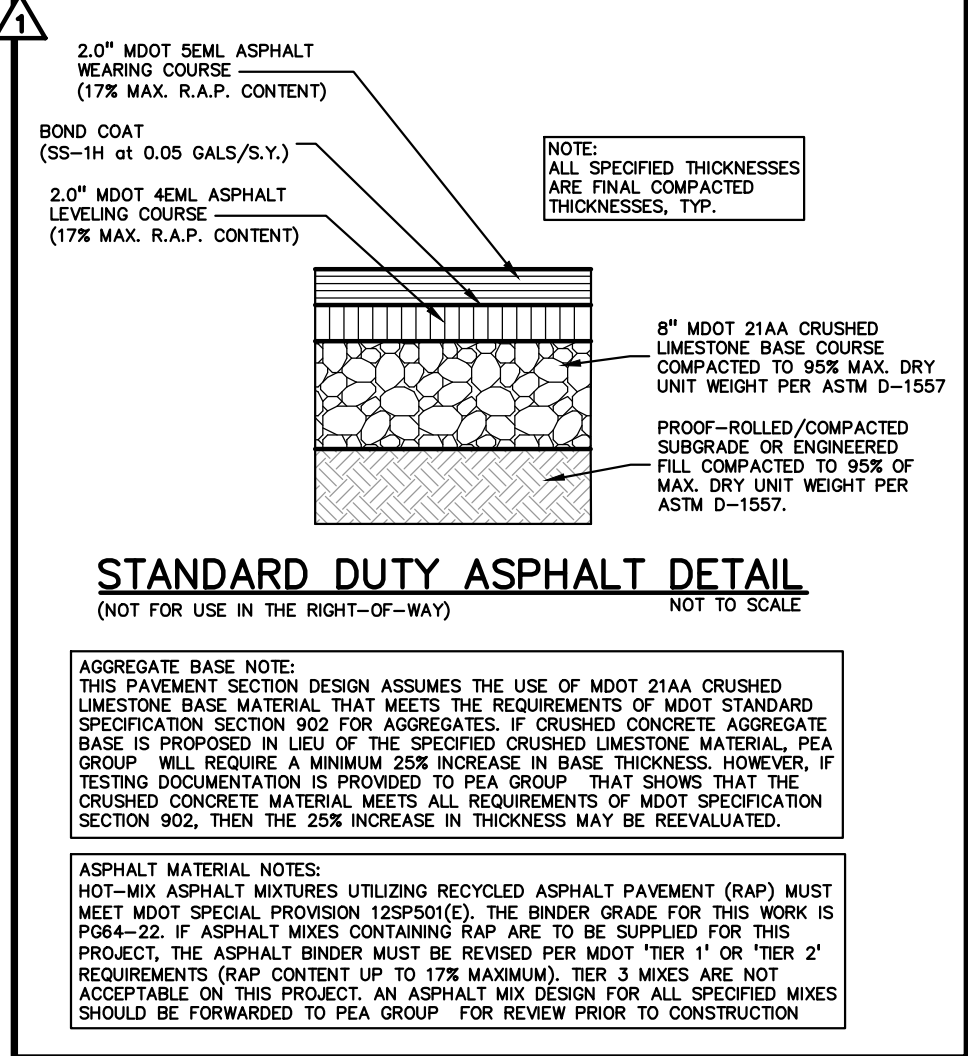 1
2.0" MDOT 5EML ASPHALT
WEARING COURSE
(17% MAX. R.A.P. CONTENT)
BOND COAT
(SS-1H at 0.05 GALS/S.Y.)
2.0" MDOT 4EML ASPHALT
LEVELING COURSE
(17% MAX. R.A.P. CONTENT)
NOTE:
ALL SPECIFIED THICKNESSES
ARE FINAL COMPACTED
THICKNESSES, TYP.
8" MDOT 21AA CRUSHED
LIMESTONE BASE COURSE
COMPACTED TO 95% MAX. DRY
UNIT WEIGHT PER ASTM D-1557
PROOF-ROLLED/COMPACTED
SUBGRADE OR ENGINEERED
FILL COMPACTED TO 95% OF
MAX. DRY UNIT WEIGHT PER
ASTM D-1557.
STANDARD DUTY ASPHALT DETAIL
(NOT FOR USE IN THE RIGHT-OF-WAY)
NOT TO SCALE
AGGREGATE BASE NOTE:
THIS PAVEMENT SECTION DESIGN ASSUMES THE USE OF MDOT 21AA CRUSHED
LIMESTONE BASE MATERIAL THAT MEETS THE REQUIREMENTS OF MDOT STANDARD
SPECIFICATION SECTION 902 FOR AGGREGATES. IF CRUSHED CONCRETE AGGREGATE
BASE IS PROPOSED IN LIEU OF THE SPECIFIED CRUSHED LIMESTONE MATERIAL, PEA
GROUP WILL REQUIRE A MINIMUM 25% INCREASE IN BASE THICKNESS. HOWEVER, IF
TESTING DOCUMENTATION IS PROVIDED TO PEA GROUP THAT SHOWS THAT THE
CRUSHED CONCRETE MATERIAL MEETS ALL REQUIREMENTS OF MDOT SPECIFICATION
SECTION 902, THEN THE 25% INCREASE IN THICKNESS MAY BE REEVALUATED.
ASPHALT MATERIAL NOTES:
HOT-MIX ASPHALT MIXTURES UTILIZING RECYCLED ASPHALT PAVEMENT (RAP) MUST
MEET MDOT SPECIAL PROVISION 12SP501(E). THE BINDER GRADE FOR THIS WORK IS
PG64-22. IF ASPHALT MIXES CONTAINING RAP ARE TO BE SUPPLIED FOR THIS
PROJECT, THE ASPHALT BINDER MUST BE REVISED PER MDOT 'TIER 1' OR 'TIER 2'
REQUIREMENTS (RAP CONTENT UP TO 17% MAXIMUM). TIER 3 MIXES ARE NOT
ACCEPTABLE ON THIS PROJECT. AN ASPHALT MIX DESIGN FOR ALL SPECIFIED MIXES
SHOULD BE FORWARDED TO PEA GROUP FOR REVIEW PRIOR TO CONSTRUCTION